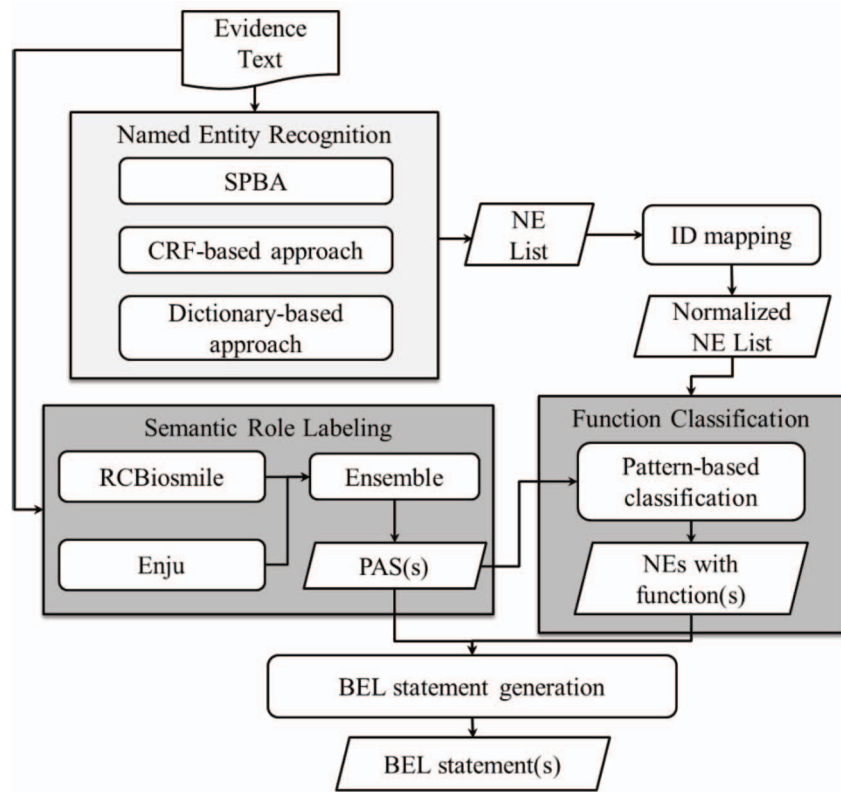 Evidence
Text
Named Entity Recognition
SPBA
CRF-based approach
Dictionary-based
approach
NE
List
ID mapping
Normalized
NE List
Semantic Role Labeling
RCBiosmile
Ensemble
Enju
PAS(s)
Function Classification
Pattern-based
classification
NEs with
function(s)
BEL statement generation
BEL statement(s)